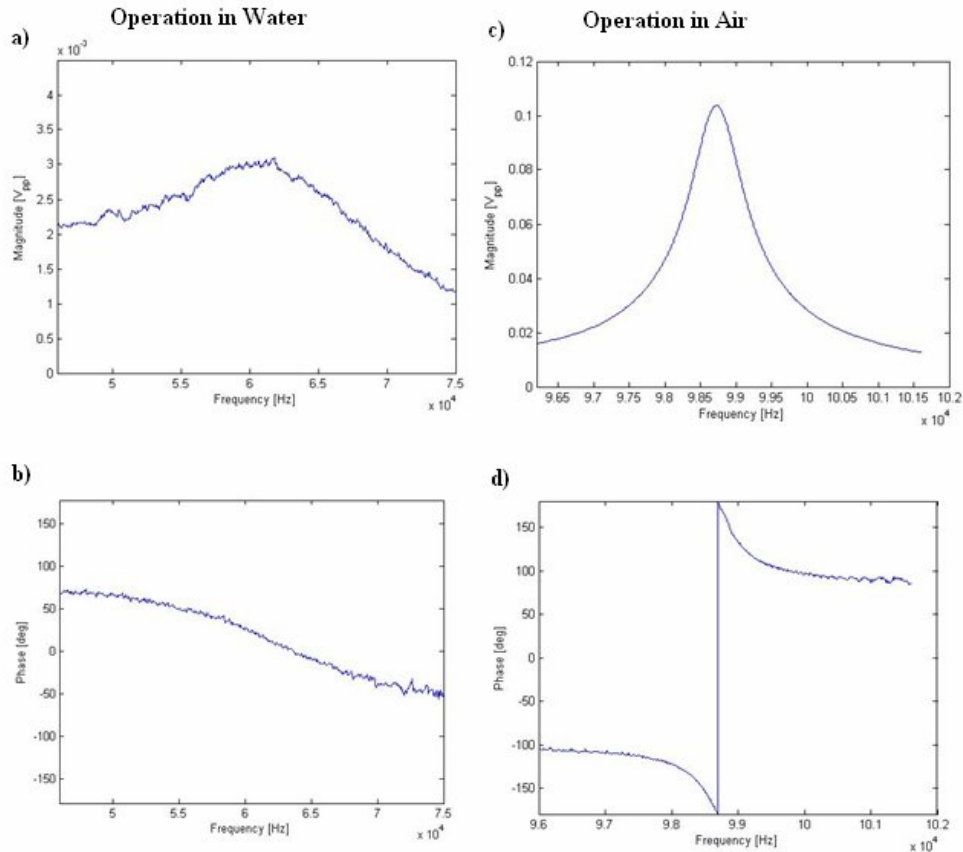 Operation in Water
a)
x 10⁻³
4
3.5
3
2.5
2
1.5
1
0.5
0
Magnitude [V_pp]
5 5.5 6 6.5 7 7.5
Frequency [Hz]
x 10⁴
Operation in Air
c)
0.12
0.1
0.08
0.06
0.04
0.02
0
Magnitude [V_pp]
9.65 9.7 9.75 9.8 9.85 9.9 9.95 10 10.05 10.1 10.15 10.2
Frequency [Hz]
x 10⁴
b)
150
100
50
0
-50
-100
-150
Phase [deg]
5 5.5 6 6.5 7 7.5
Frequency [Hz]
x 10⁴
d)
150
100
50
0
-50
-100
-150
Phase [deg]
9.6 9.7 9.8 9.9 10 10.1 10.2
Frequency [Hz]
x 10⁴